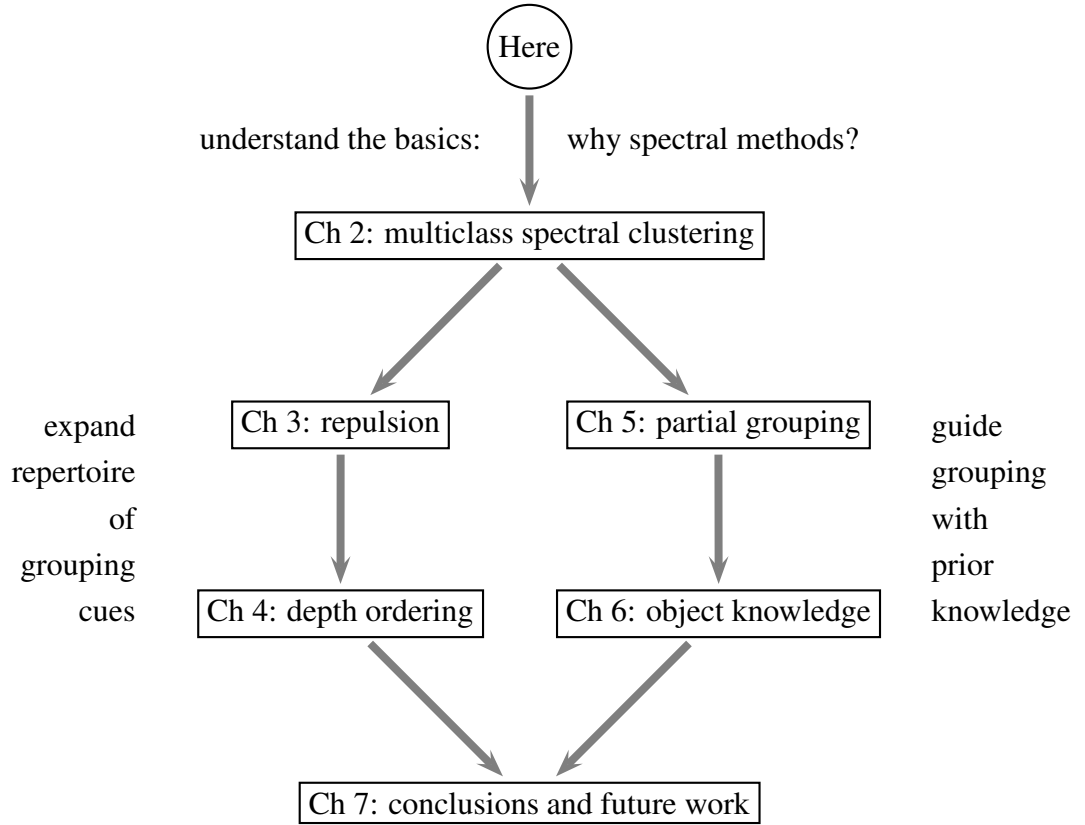 Here
understand the basics: why spectral methods?
Ch 2: multiclass spectral clustering
expand
repertoire
of
grouping
cues
Ch 3: repulsion
Ch 4: depth ordering
Ch 5: partial grouping
Ch 6: object knowledge
guide
grouping
with
prior
knowledge
Ch 7: conclusions and future work